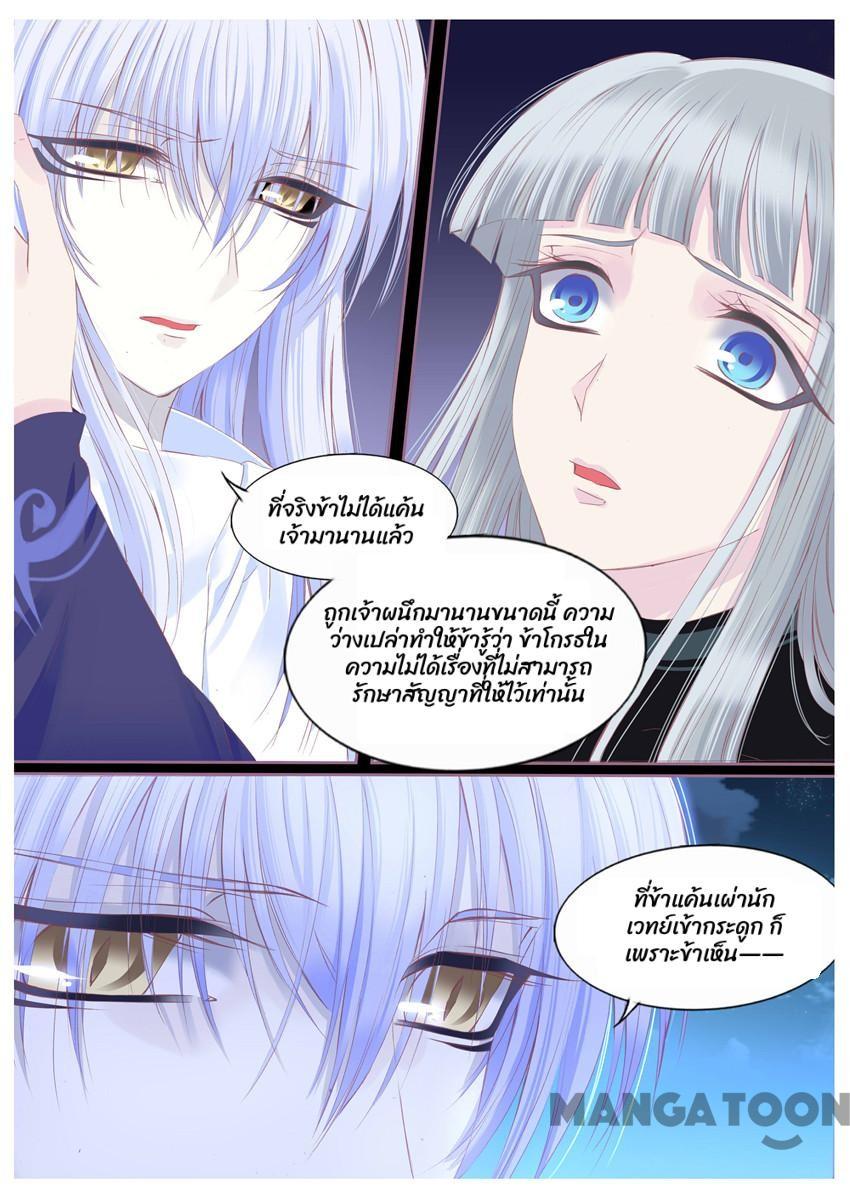 ที่จริงข้าไม่ได้แค้น
เจ้ามานานแล้ว
ถูกเจ้าผนึกมานานขนาดนี้ ความ
ว่างเปล่าทำให้ข้ารู้ว่า ข้าโกรธใน
ความไม่ได้เรื่องที่ไม่สามารถ
รักษาสัญญาที่ให้ไว้เท่านั้น
ที่ข้าแค้นเผ่านัก
เวทย์เข้ากระดูก ก็
เพราะข้าเห็น——
MANGATOON